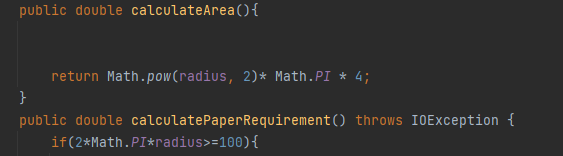 public double calculateArea(){
return Math.pow(radius, 2)* Math.PI * 4;
}
public double calculatePaperRequirement() throws IOException {
if(2*Math.PI*radius>=100){